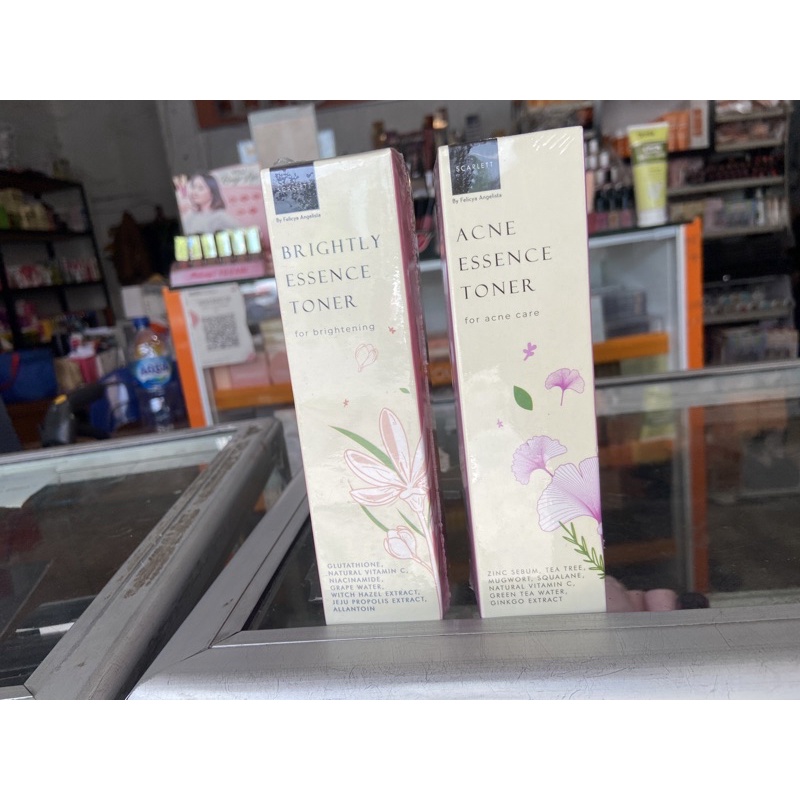 SCARLETT
By Felicya Angelista
BRIGHTLY
ESSENCE
TONER
for brightening
GLUTATHIONE,
NATURAL VITAMIN C,
NIACINAMIDE,
GRAPE WATER,
WITCH HAZEL EXTRACT,
JEJU PROPOLIS EXTRACT,
ALLANTOIN
SCARLETT
By Felicya Angelista
ACNE
ESSENCE
TONER
for acne care
ZINC SEBUM, TEA TREE,
MUGWORT, SQUALANE,
NATURAL VITAMIN C,
GREEN TEA WATER,
GINKGO EXTRACT
AQUA